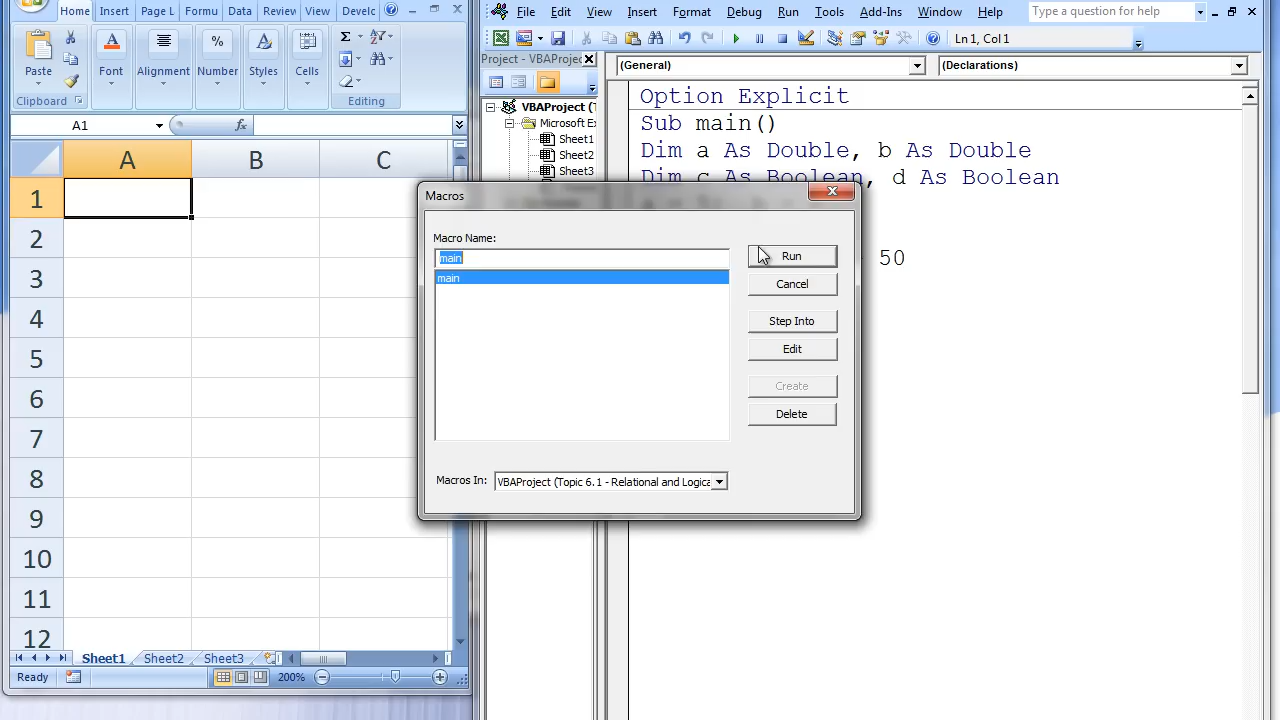 Home Insert Page L Formu Data Review View Develc
Paste
Font
Alignment
Number
Styles
Cells
Clipboard
Editing
A1
fx
A B C
1
2
3
4
5
6
7
8
9
10
11
12
Sheet1 Sheet2 Sheet3
Ready
200%
File Edit View Insert Format Debug Run Tools Add-Ins Window Help
Type a question for help
Ln 1, Col 1
Project - VBAProje
VBAProject (T
Microsoft Ex
Sheet1
Sheet2
Sheet3
(General)
(Declarations)
Option Explicit
Sub main()
Dim a As Double, b As Double
Dim c As Boolean, d As Boolean
50
Macros
Macro Name:
main
main
Run
Cancel
Step Into
Edit
Create
Delete
Macros In:
VBAProject (Topic 6.1 - Relational and Logica